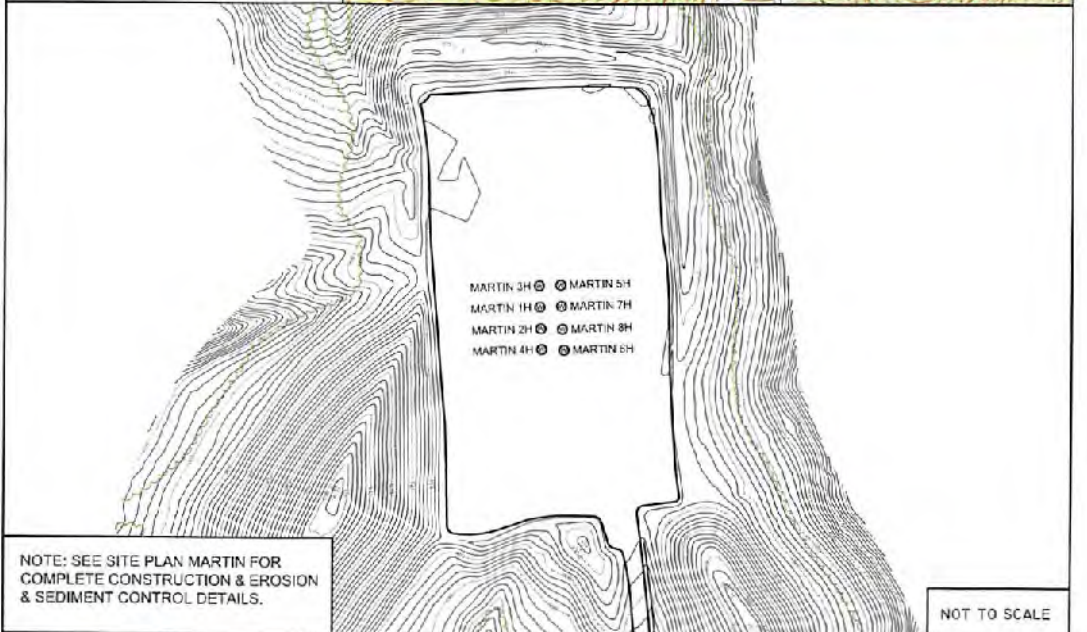 MARTIN 3H MARTIN 5H
MARTIN 1H MARTIN 7H
MARTIN 2H MARTIN 8H
MARTIN 4H MARTIN 6H
NOTE: SEE SITE PLAN MARTIN FOR
COMPLETE CONSTRUCTION & EROSION
& SEDIMENT CONTROL DETAILS.
NOT TO SCALE